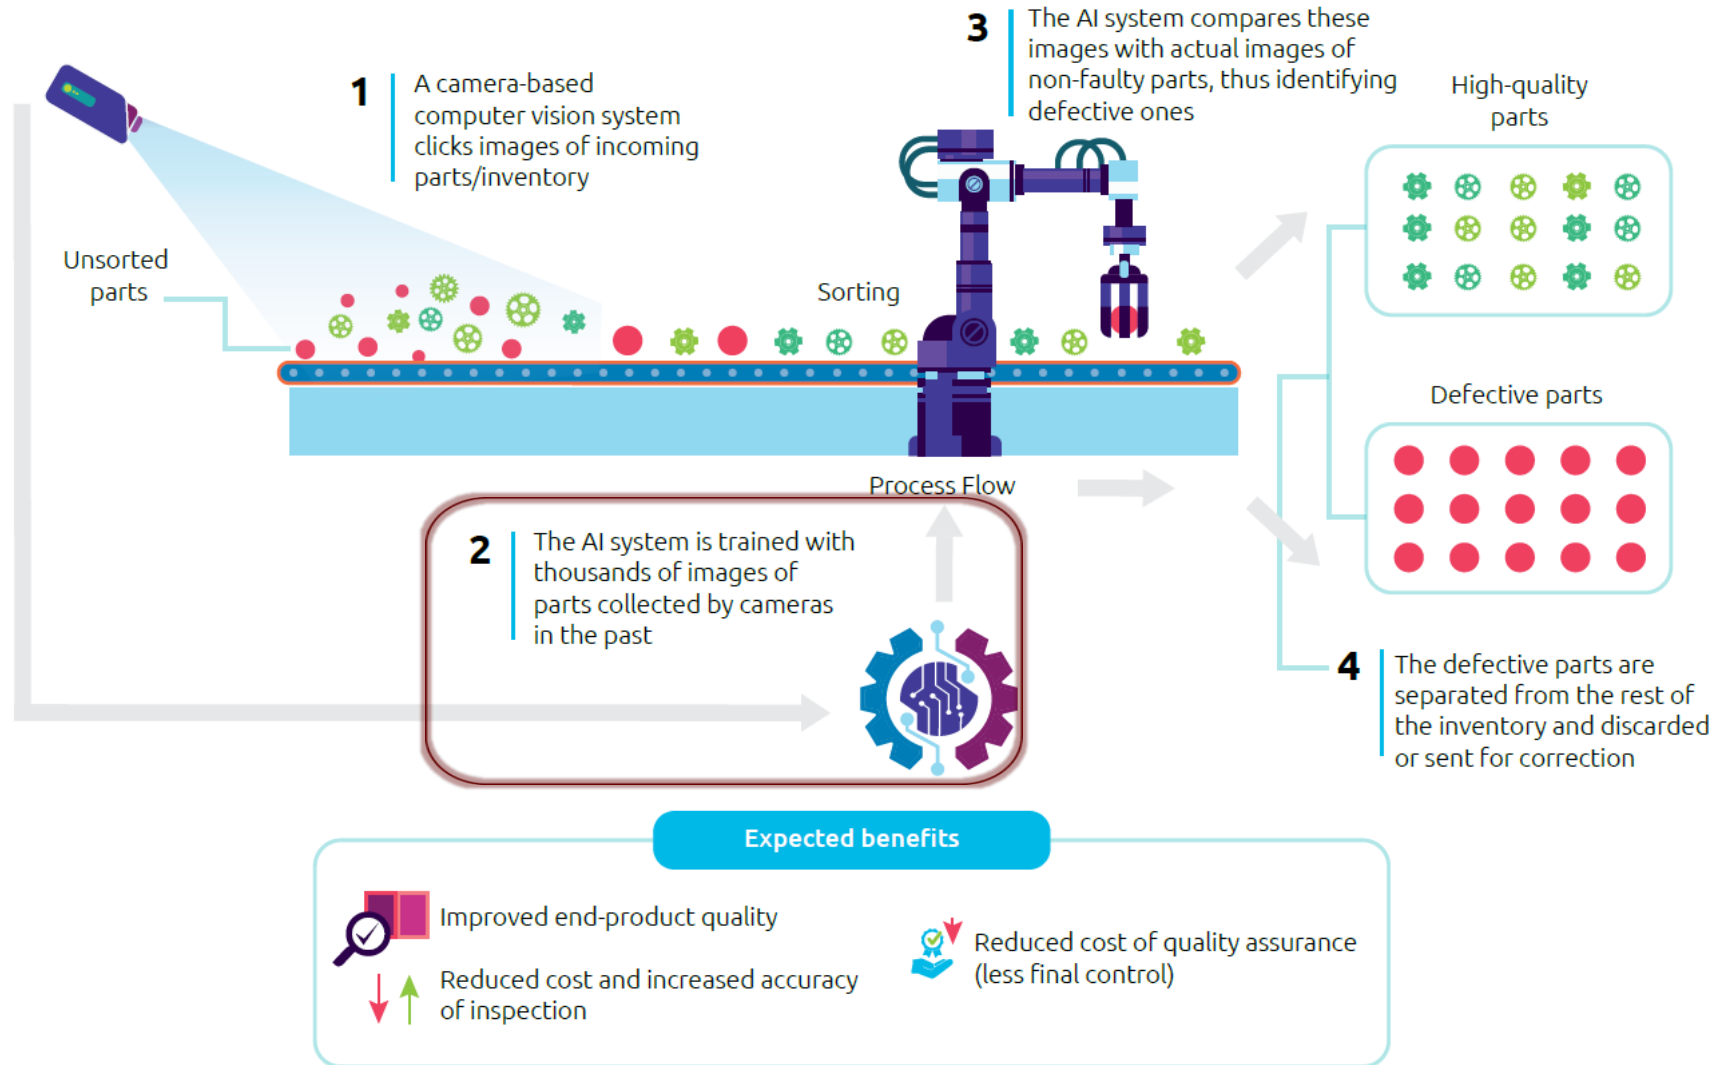 1
A camera-based
computer vision system
clicks images of incoming
parts/inventory
3
The AI system compares these
images with actual images of
non-faulty parts, thus identifying
defective ones
High-quality
parts
Unsorted
parts
Sorting
Defective parts
Process Flow
2
The AI system is trained with
thousands of images of
parts collected by cameras
in the past
4
The defective parts are
separated from the rest of
the inventory and discarded
or sent for correction
Expected benefits
Improved end-product quality
Reduced cost and increased accuracy
of inspection
Reduced cost of quality assurance
(less final control)